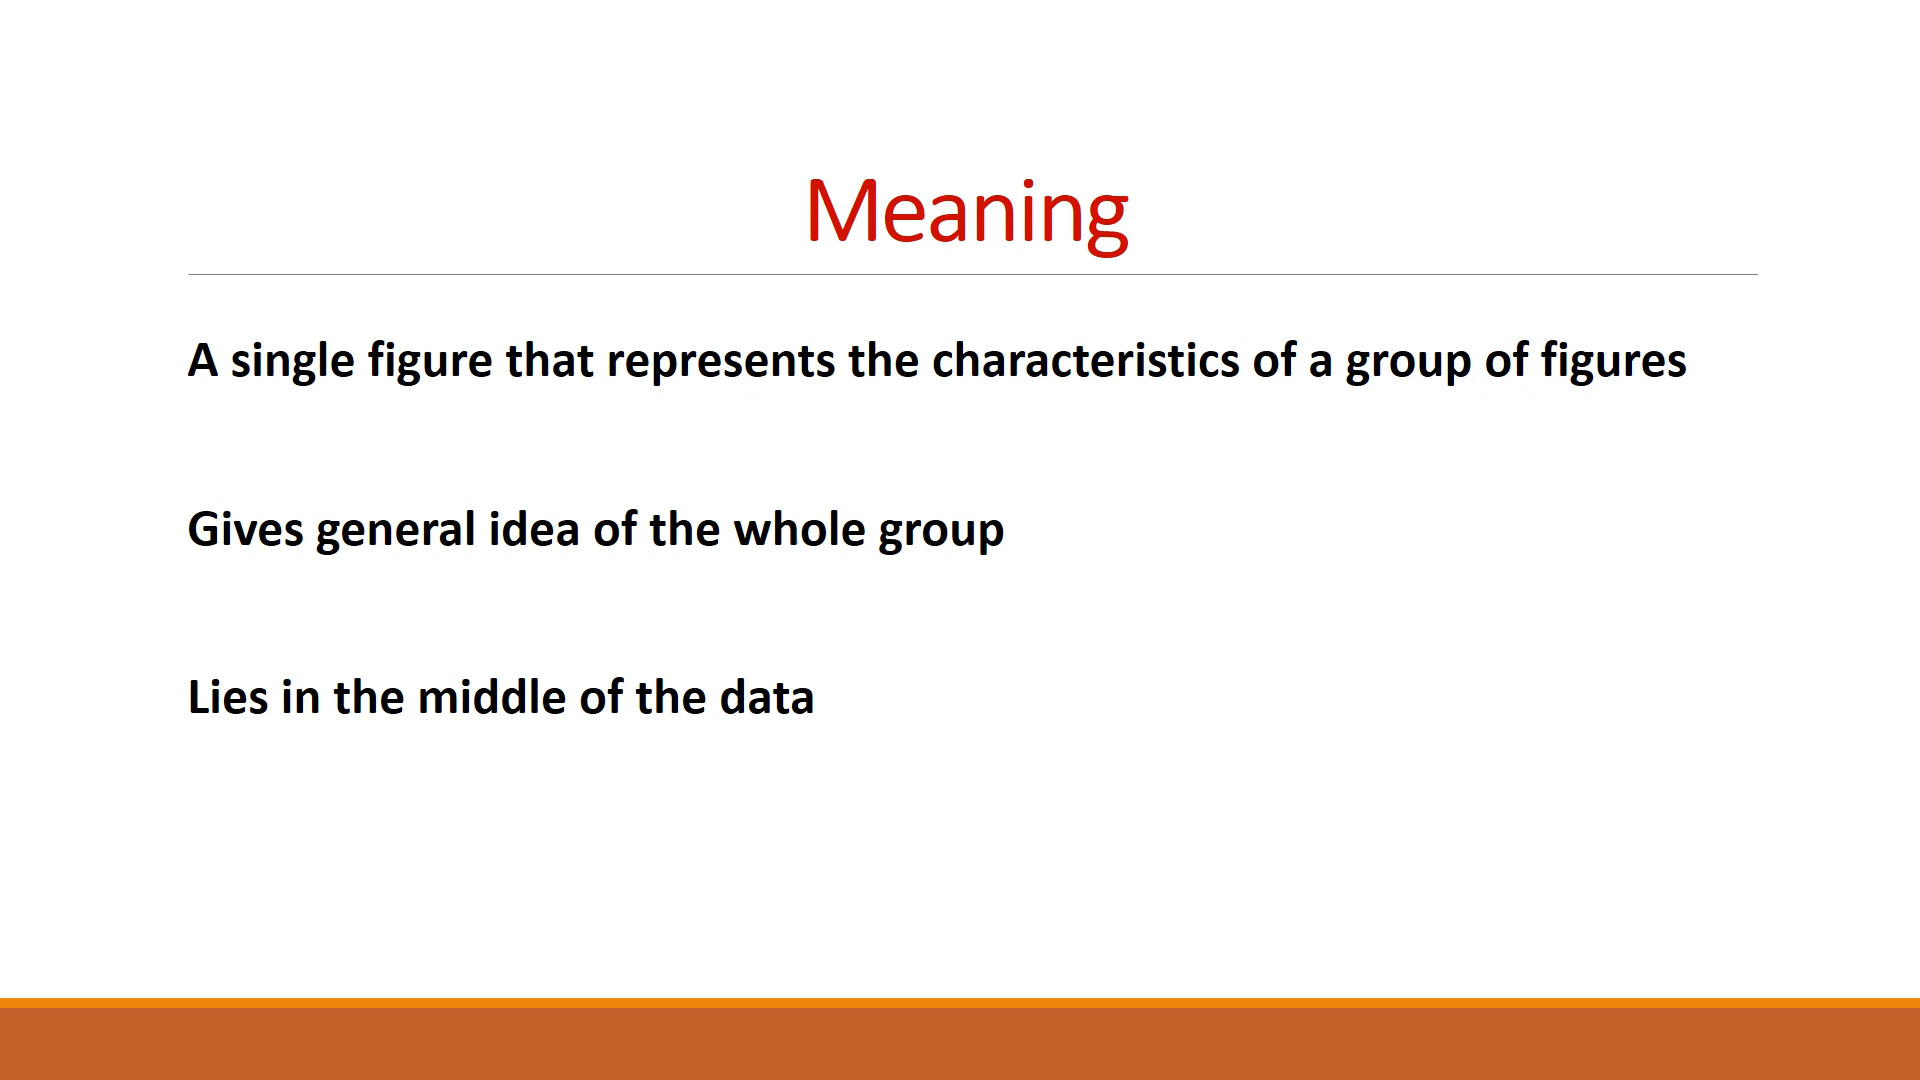 Meaning
A single figure that represents the characteristics of a group of figures
Gives general idea of the whole group
Lies in the middle of the data